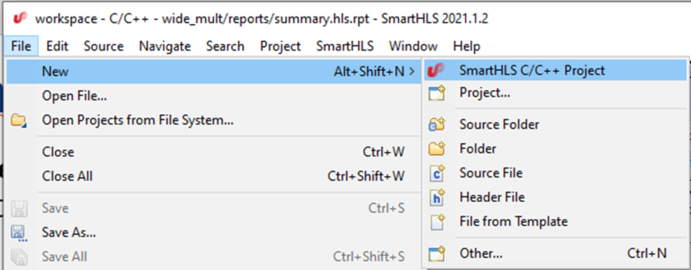 workspace - C/C++ - wide_mult/reports/summary.hls.rpt - SmartHLS 2021.1.2
File Edit Source Navigate Search Project SmartHLS Window Help
New Alt+Shift+N >
Open File...
Open Projects from File System...
Close Ctrl+W
Close All Ctrl+Shift+W
Save Ctrl+S
Save As...
Save All Ctrl+Shift+S
SmartHLS C/C++ Project
Project...
Source Folder
Folder
Source File
Header File
File from Template
Other... Ctrl+N